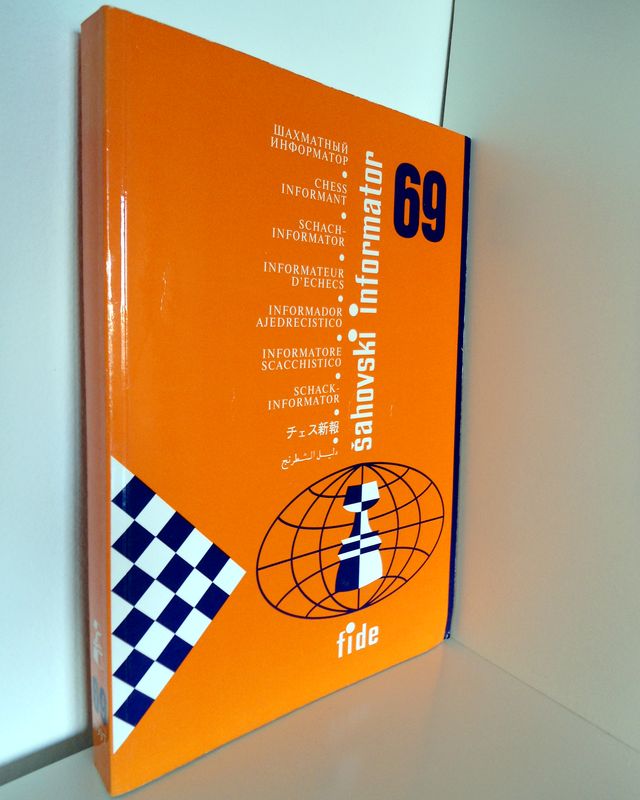 ШАХМАТНЫЙ
ИНФОРМАТОР
CHESS
INFORMANT
SCHACH-
INFORMATOR
INFORMATEUR
D'ECHECS
INFORMADOR
AJEDRECISTICO
INFORMATORE
SCACCHISTICO
SCHACK-
INFORMATOR
チェス新報
دليل الشطرنج
šahovski informator
69
fide